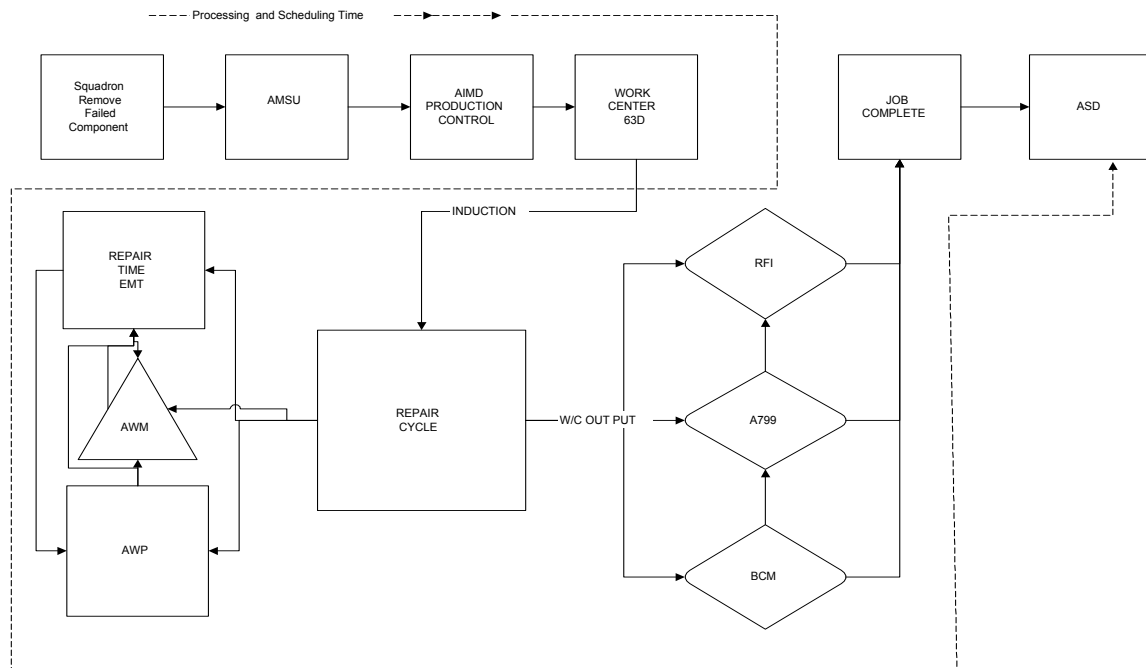 Processing and Scheduling Time
Squadron
Remove
Failed
Component
AMSU
AIMD
PRODUCTION
CONTROL
WORK
CENTER
63D
JOB
COMPLETE
ASD
INDUCTION
REPAIR
TIME
EMT
RFI
AWM
REPAIR
CYCLE
W/C OUT PUT
A799
AWP
BCM